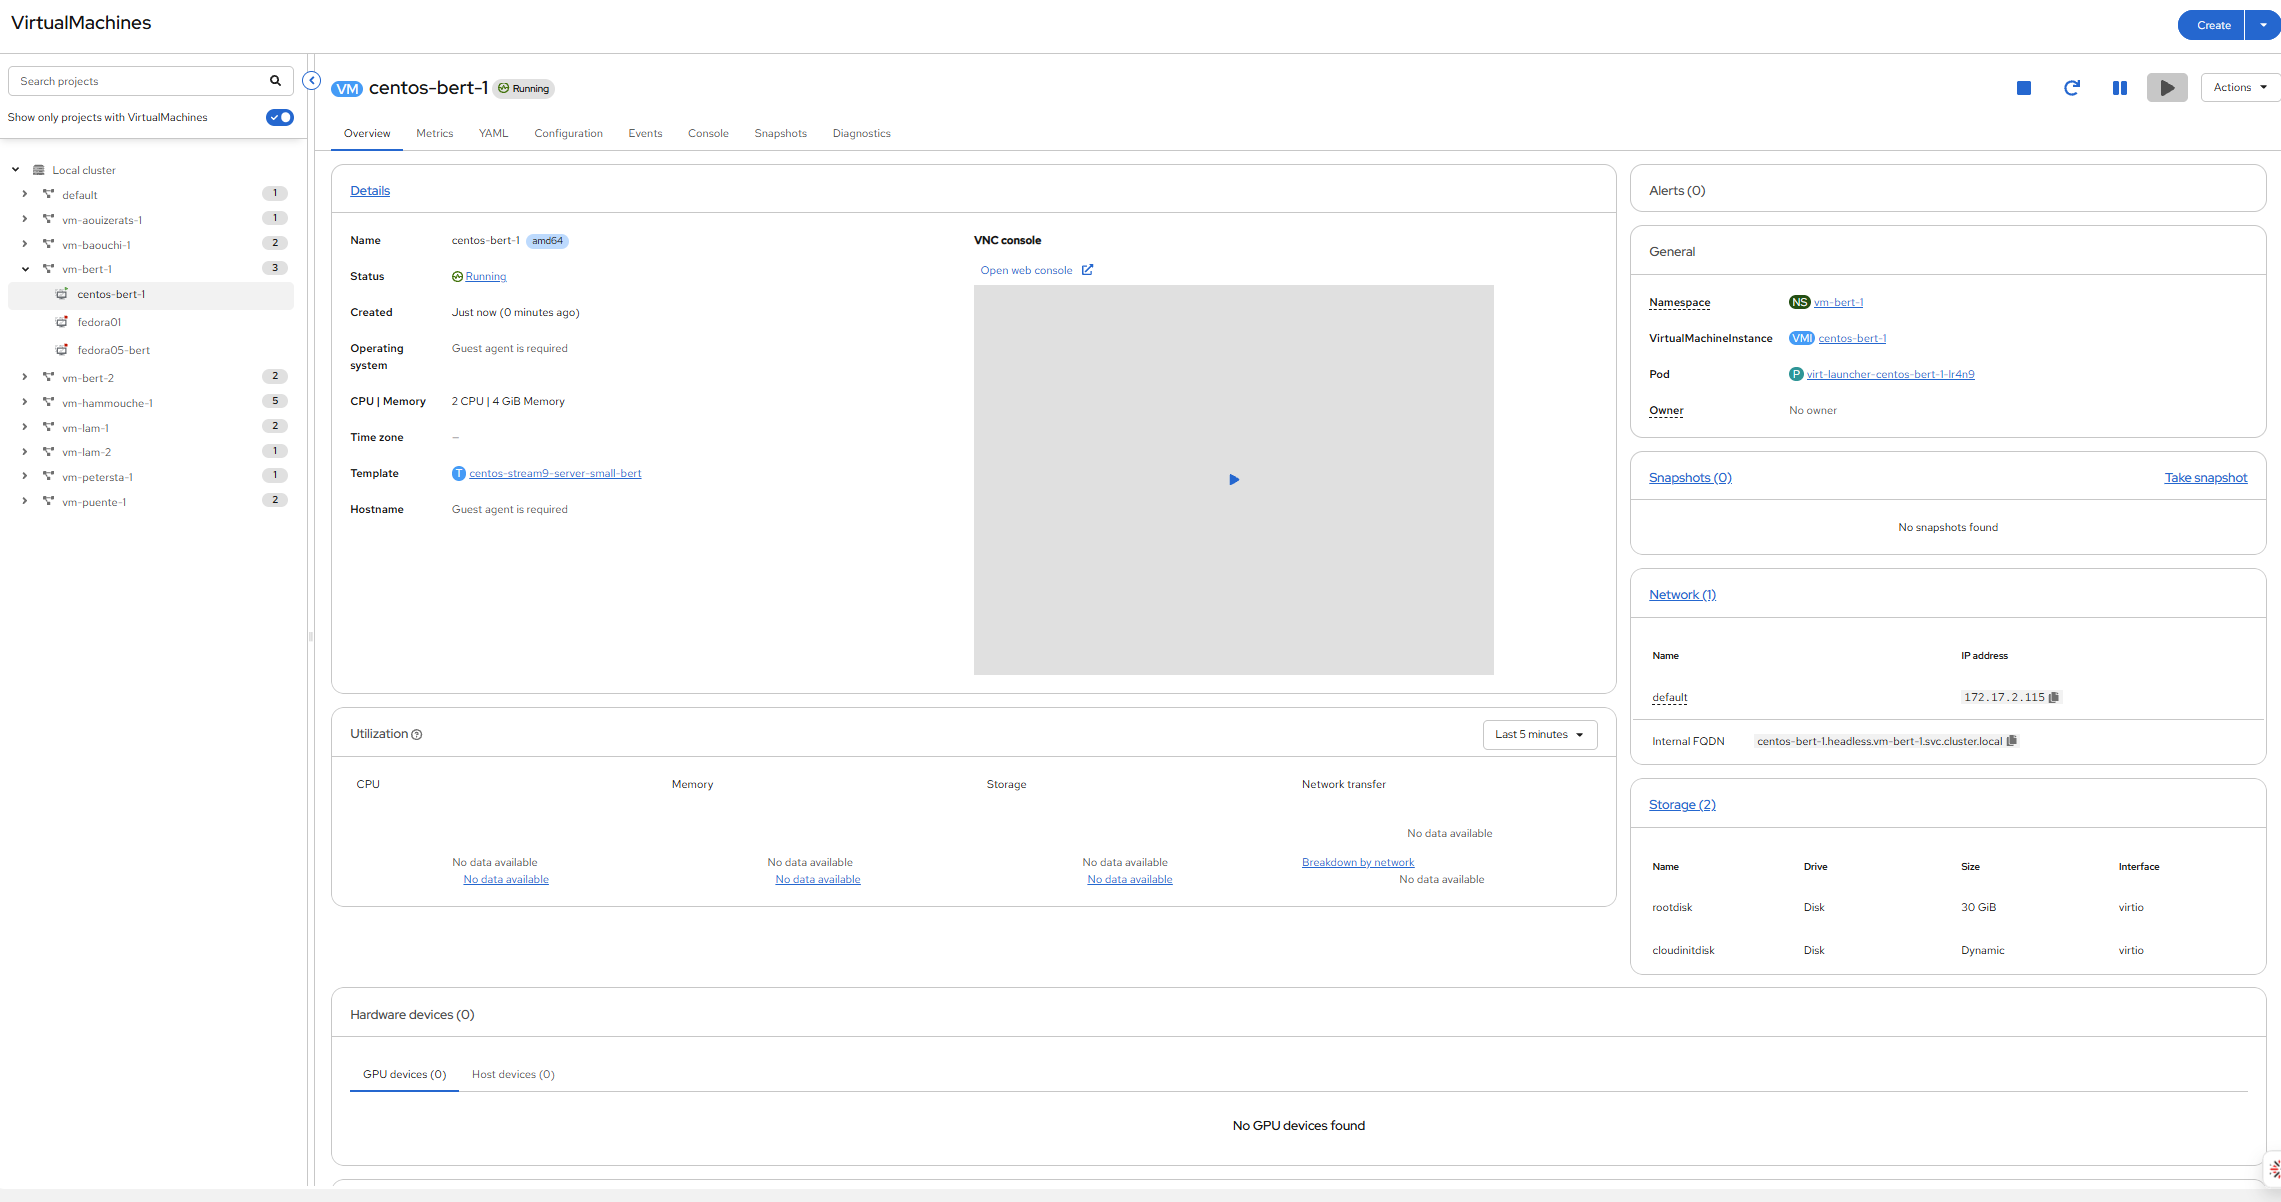 VirtualMachines
Create
Search projects
Show only projects with VirtualMachines
Local cluster
default 1
vm-aouizerats-1 1
vm-baouchi-1 2
vm-bert-1 3
centos-bert-1
fedora01
fedora05-bert
vm-bert-2 2
vm-hammouche-1 5
vm-lam-1 2
vm-lam-2 1
vm-petersta-1 1
vm-puente-1 2
VM centos-bert-1 Running
Actions
Overview Metrics YAML Configuration Events Console Snapshots Diagnostics
Details
Name centos-bert-1 amd64
Status Running
Created Just now (0 minutes ago)
Operating system Guest agent is required
CPU | Memory 2 CPU | 4 GiB Memory
Time zone –
Template T centos-stream9-server-small-bert
Hostname Guest agent is required
VNC console
Open web console
Utilization
Last 5 minutes
CPU Memory Storage Network transfer
No data available
No data available No data available No data available Breakdown by network
No data available No data available No data available No data available
Alerts (0)
General
Namespace NS vm-bert-1
VirtualMachineInstance VMI centos-bert-1
Pod P virt-launcher-centos-bert-1-lr4n9
Owner No owner
Snapshots (0) Take snapshot
No snapshots found
Network (1)
Name IP address
default 172.17.2.115
Internal FQDN centos-bert-1.headless.vm-bert-1.svc.cluster.local
Storage (2)
Name Drive Size Interface
rootdisk Disk 30 GiB virtio
cloudinitdisk Disk Dynamic virtio
Hardware devices (0)
GPU devices (0) Host devices (0)
No GPU devices found